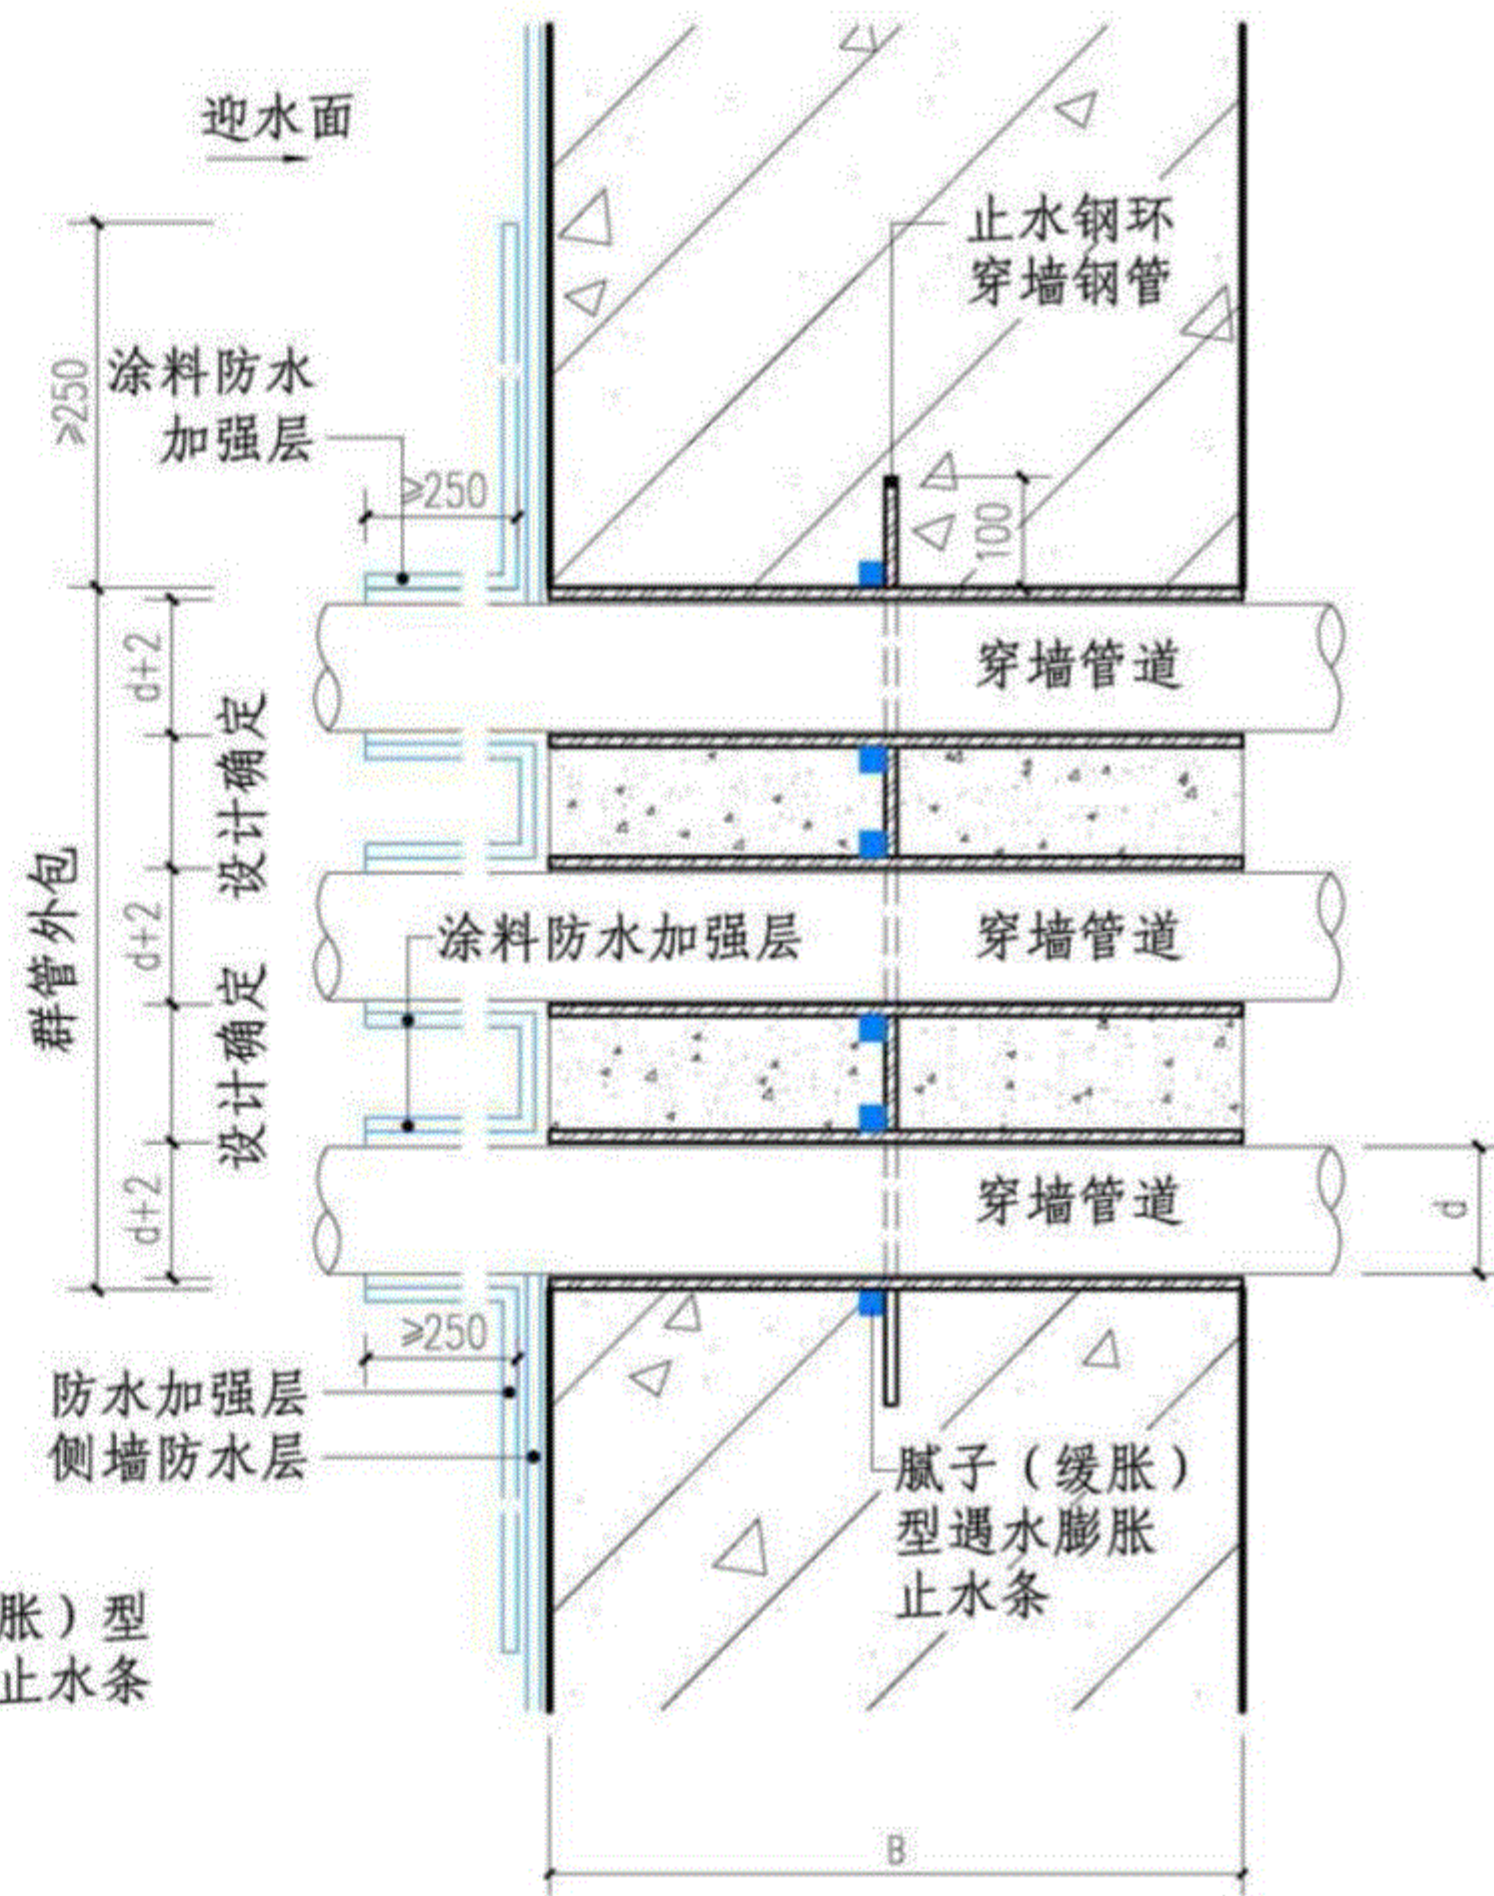 迎水面
止水钢环
穿墙钢管
≥250
涂料防水
加强层
≥250
100
d+2
穿墙管道
设计确定
群管外包
d+2
涂料防水加强层
穿墙管道
设计确定
d+2
穿墙管道
d
≥250
防水加强层
侧墙防水层
腻子（缓胀）
型遇水膨胀
止水条
胀）型
止水条
B